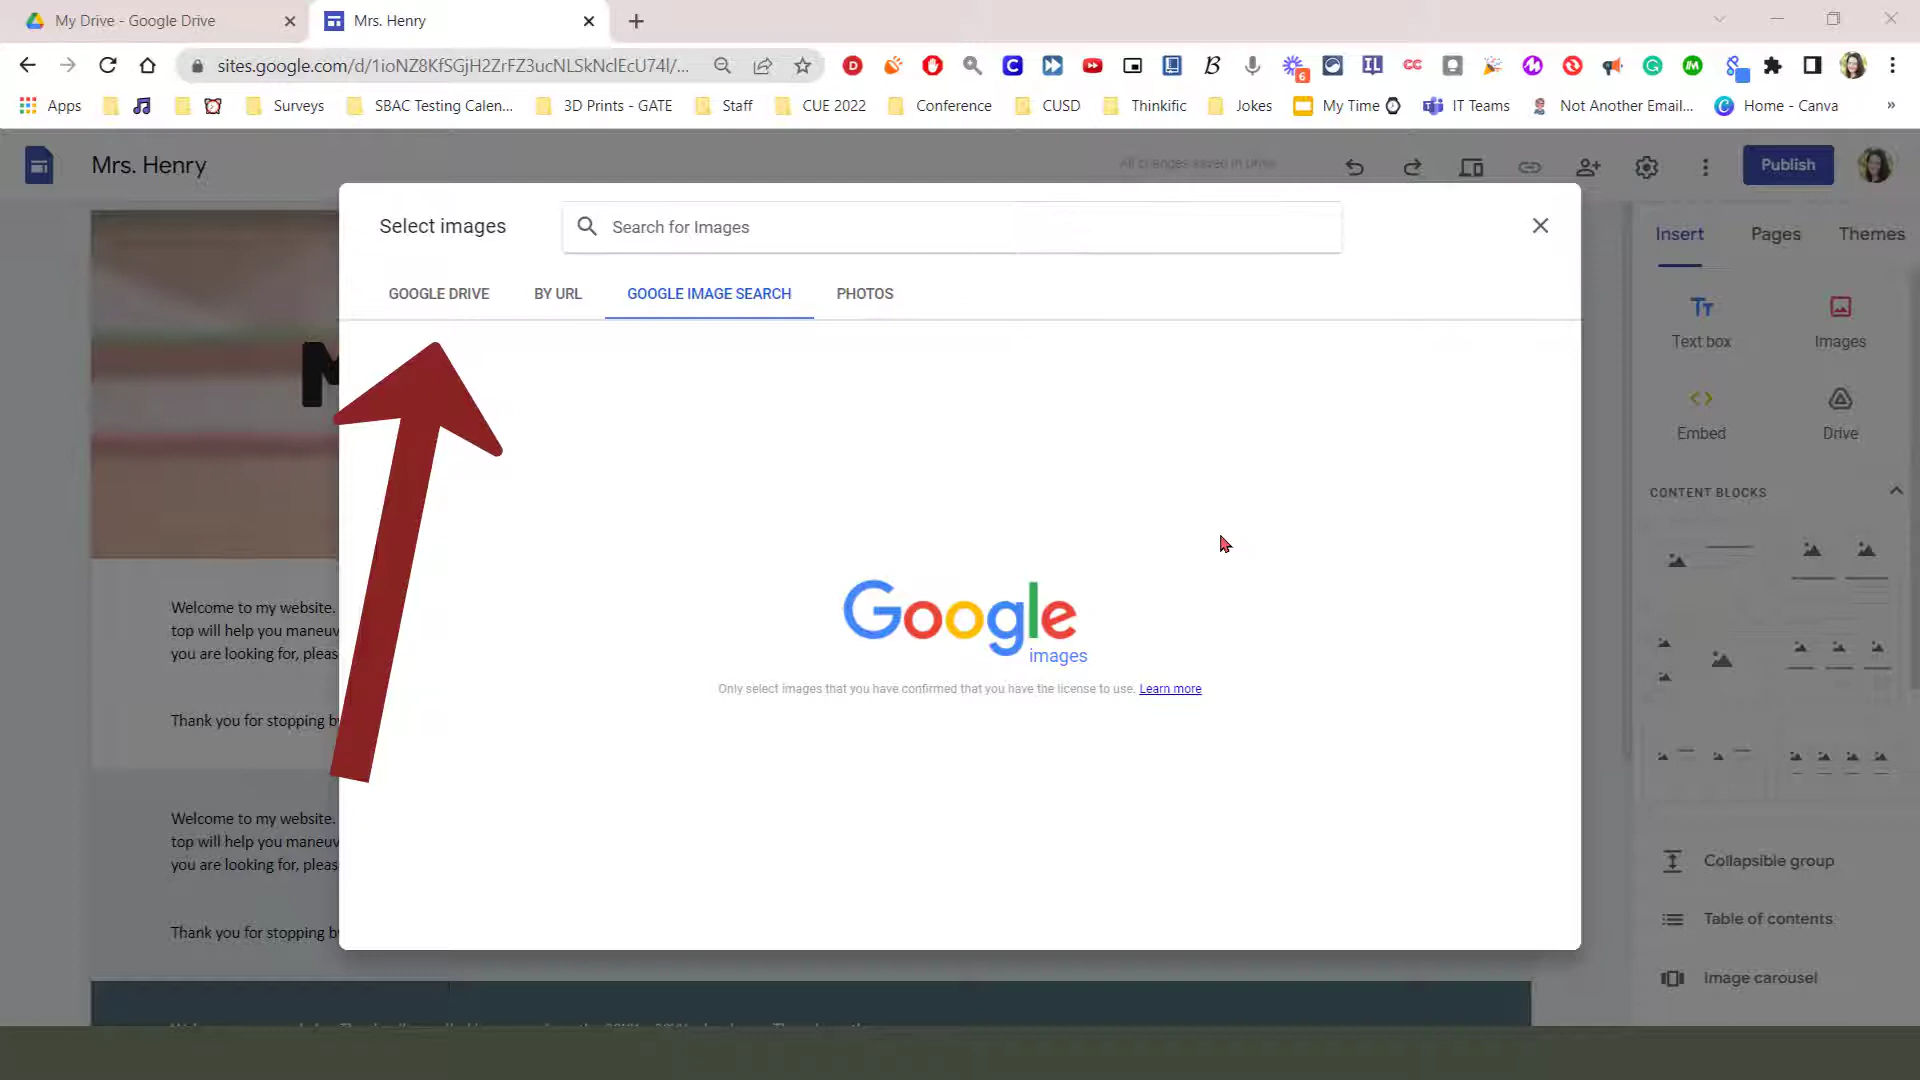 My Drive - Google Drive
Mrs. Henry
sites.google.com/d/1ioNZ8KfSGjH2ZrFZ3ucNLSkNclEcU74l/...
6
Apps
Surveys
SBAC Testing Calen...
3D Prints - GATE
Staff
CUE 2022
Conference
CUSD
Thinkific
Jokes
My Time
IT Teams
Not Another Email...
Home - Canva
»
Mrs. Henry
All changes saved in Drive
Publish
Select images
Search for Images
GOOGLE DRIVE
BY URL
GOOGLE IMAGE SEARCH
PHOTOS
Google
images
Only select images that you have confirmed that you have the license to use. Learn more
M
Welcome to my website.
top will help you maneuv
you are looking for, pleas
Thank you for stopping b
Welcome to my website.
top will help you maneuv
you are looking for, pleas
Thank you for stopping b
Insert
Pages
Themes
Text box
Images
Embed
Drive
CONTENT BLOCKS
Collapsible group
Table of contents
Image carousel